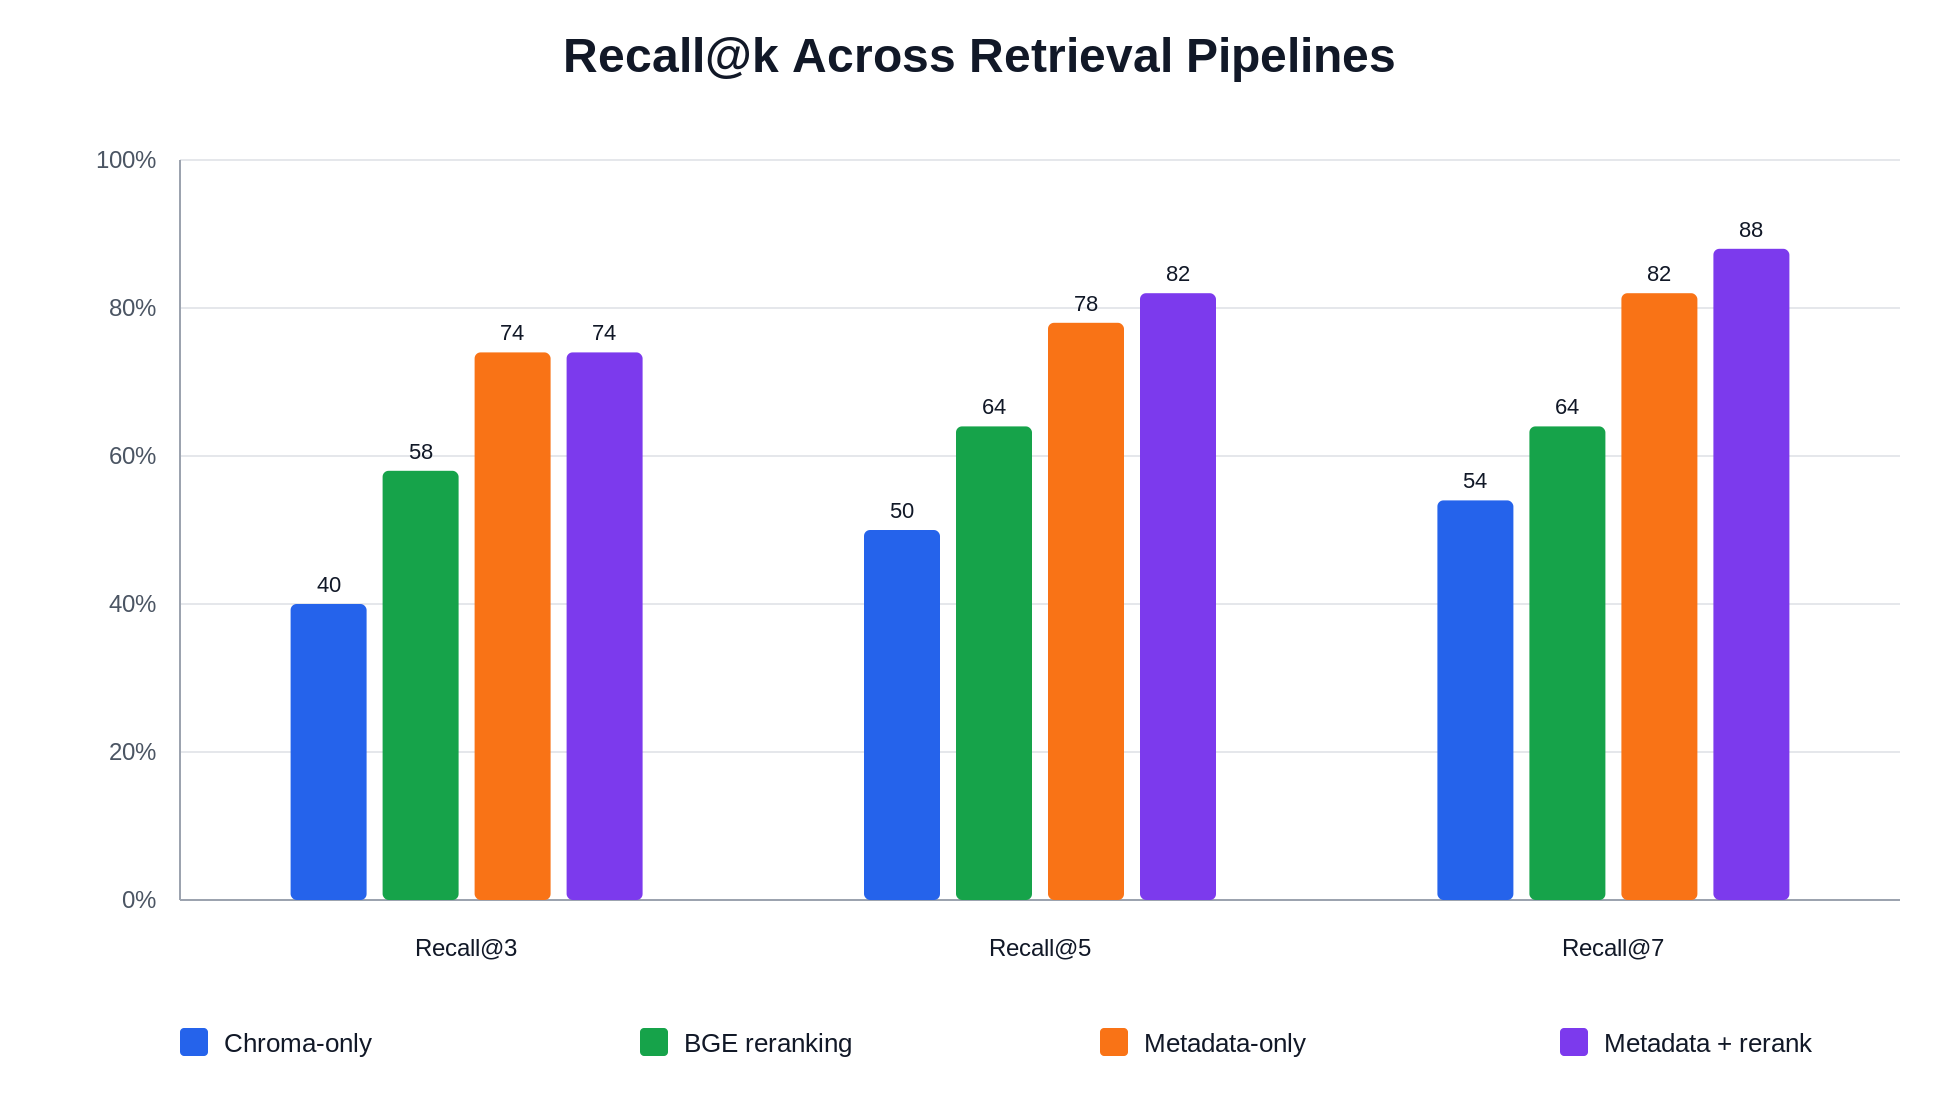 Recall@k Across Retrieval Pipelines
100%
80%
60%
40%
20%
0%
40
58
74
74
50
64
78
82
54
64
82
88
Recall@3
Recall@5
Recall@7
Chroma-only
BGE reranking
Metadata-only
Metadata + rerank